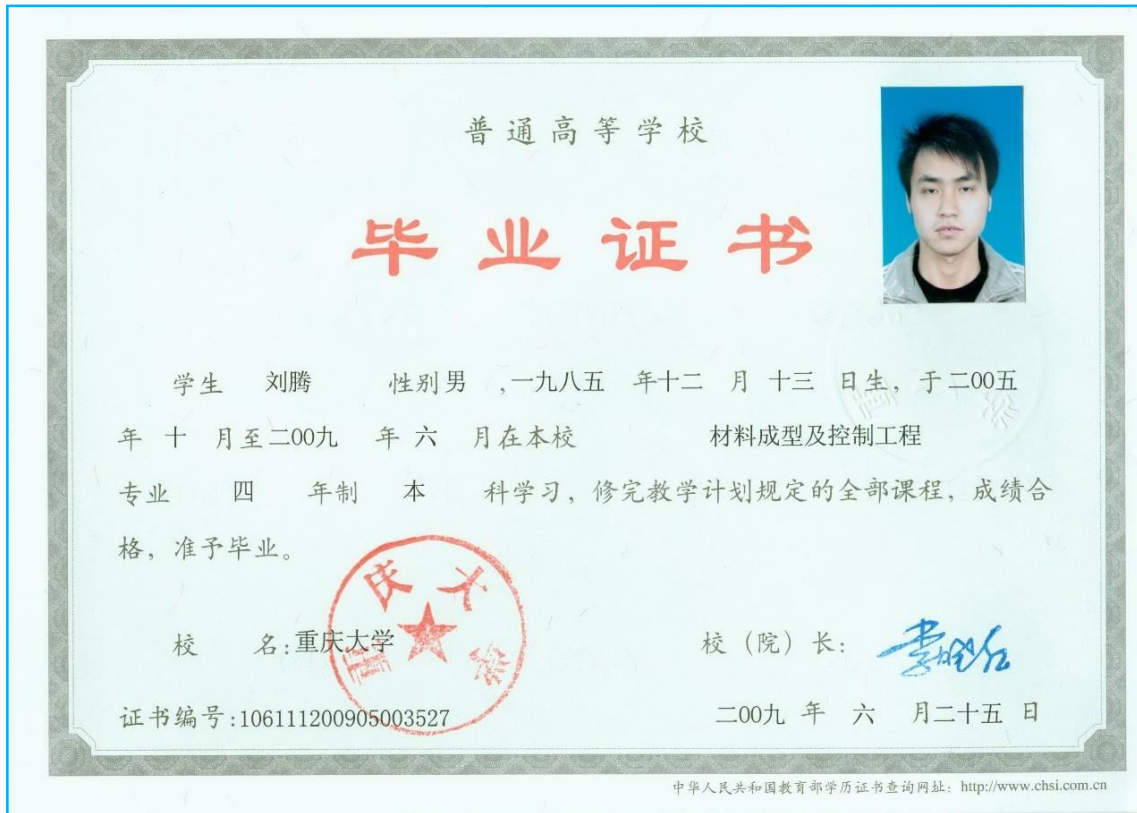 普通高等学校
毕业证书
学生 刘腾 性别 男 ,一九八五 年 十二 月 十三 日生, 于 二00五
年 十 月至 二00九 年 六 月在本校 材料成型及控制工程
专业 四 年制 本 科学习, 修完教学计划规定的全部课程, 成绩合
格, 准予毕业。
重庆大学
校 名: 重庆大学
校 (院) 长: 李晓红
证书编号: 106111200905003527
二00九 年 六 月 二十五 日
中华人民共和国教育部学历证书查询网址: http://www.chsi.com.cn